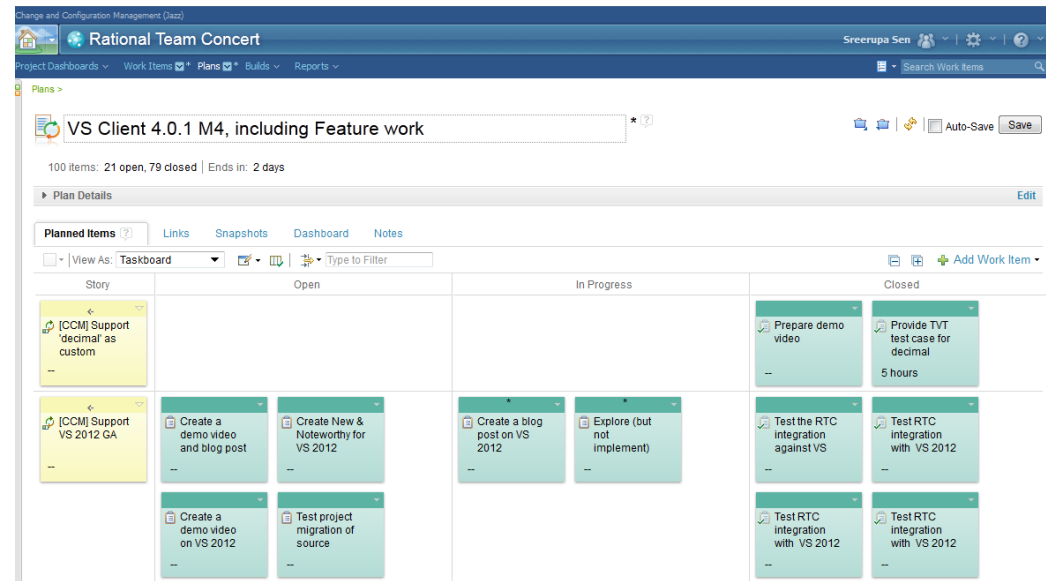 Change and Configuration Management (Jazz)
Rational Team Concert
Sreerupa Sen
Project Dashboards Work Items * Plans * Builds Reports
Search Work Items
Plans >
VS Client 4.0.1 M4, including Feature work
* ?
Auto-Save Save
100 items: 21 open, 79 closed | Ends in: 2 days
Plan Details
Edit
Planned Items ? Links Snapshots Dashboard Notes
View As: Taskboard
Type to Filter
Add Work Item
Story Open In Progress Closed
[CCM] Support
'decimal' as
custom
--
Prepare demo
video
--
Provide TVT
test case for
decimal
5 hours
[CCM] Support
VS 2012 GA
--
Create a
demo video
and blog post
--
Create New &
Noteworthy for
VS 2012
--
*
Create a blog
post on VS
2012
--
*
Explore (but
not
implement)
--
Test the RTC
integration
against VS
--
Test RTC
integration
with VS 2012
--
Create a
demo video
on VS 2012
--
Test project
migration of
source
--
Test RTC
integration
with VS 2012
--
Test RTC
integration
with VS 2012
--